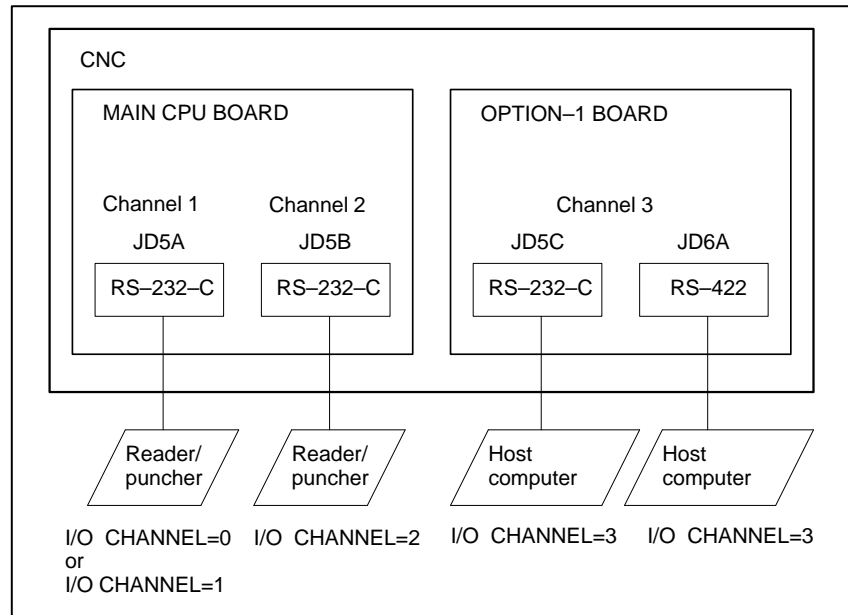 CNC
MAIN CPU BOARD
OPTION–1 BOARD
Channel 1
Channel 2
Channel 3
JD5A
JD5B
JD5C
JD6A
RS–232–C
RS–232–C
RS–232–C
RS–422
Reader/
puncher
Reader/
puncher
Host
computer
Host
computer
I/O CHANNEL=0
or
I/O CHANNEL=1
I/O CHANNEL=2
I/O CHANNEL=3
I/O CHANNEL=3